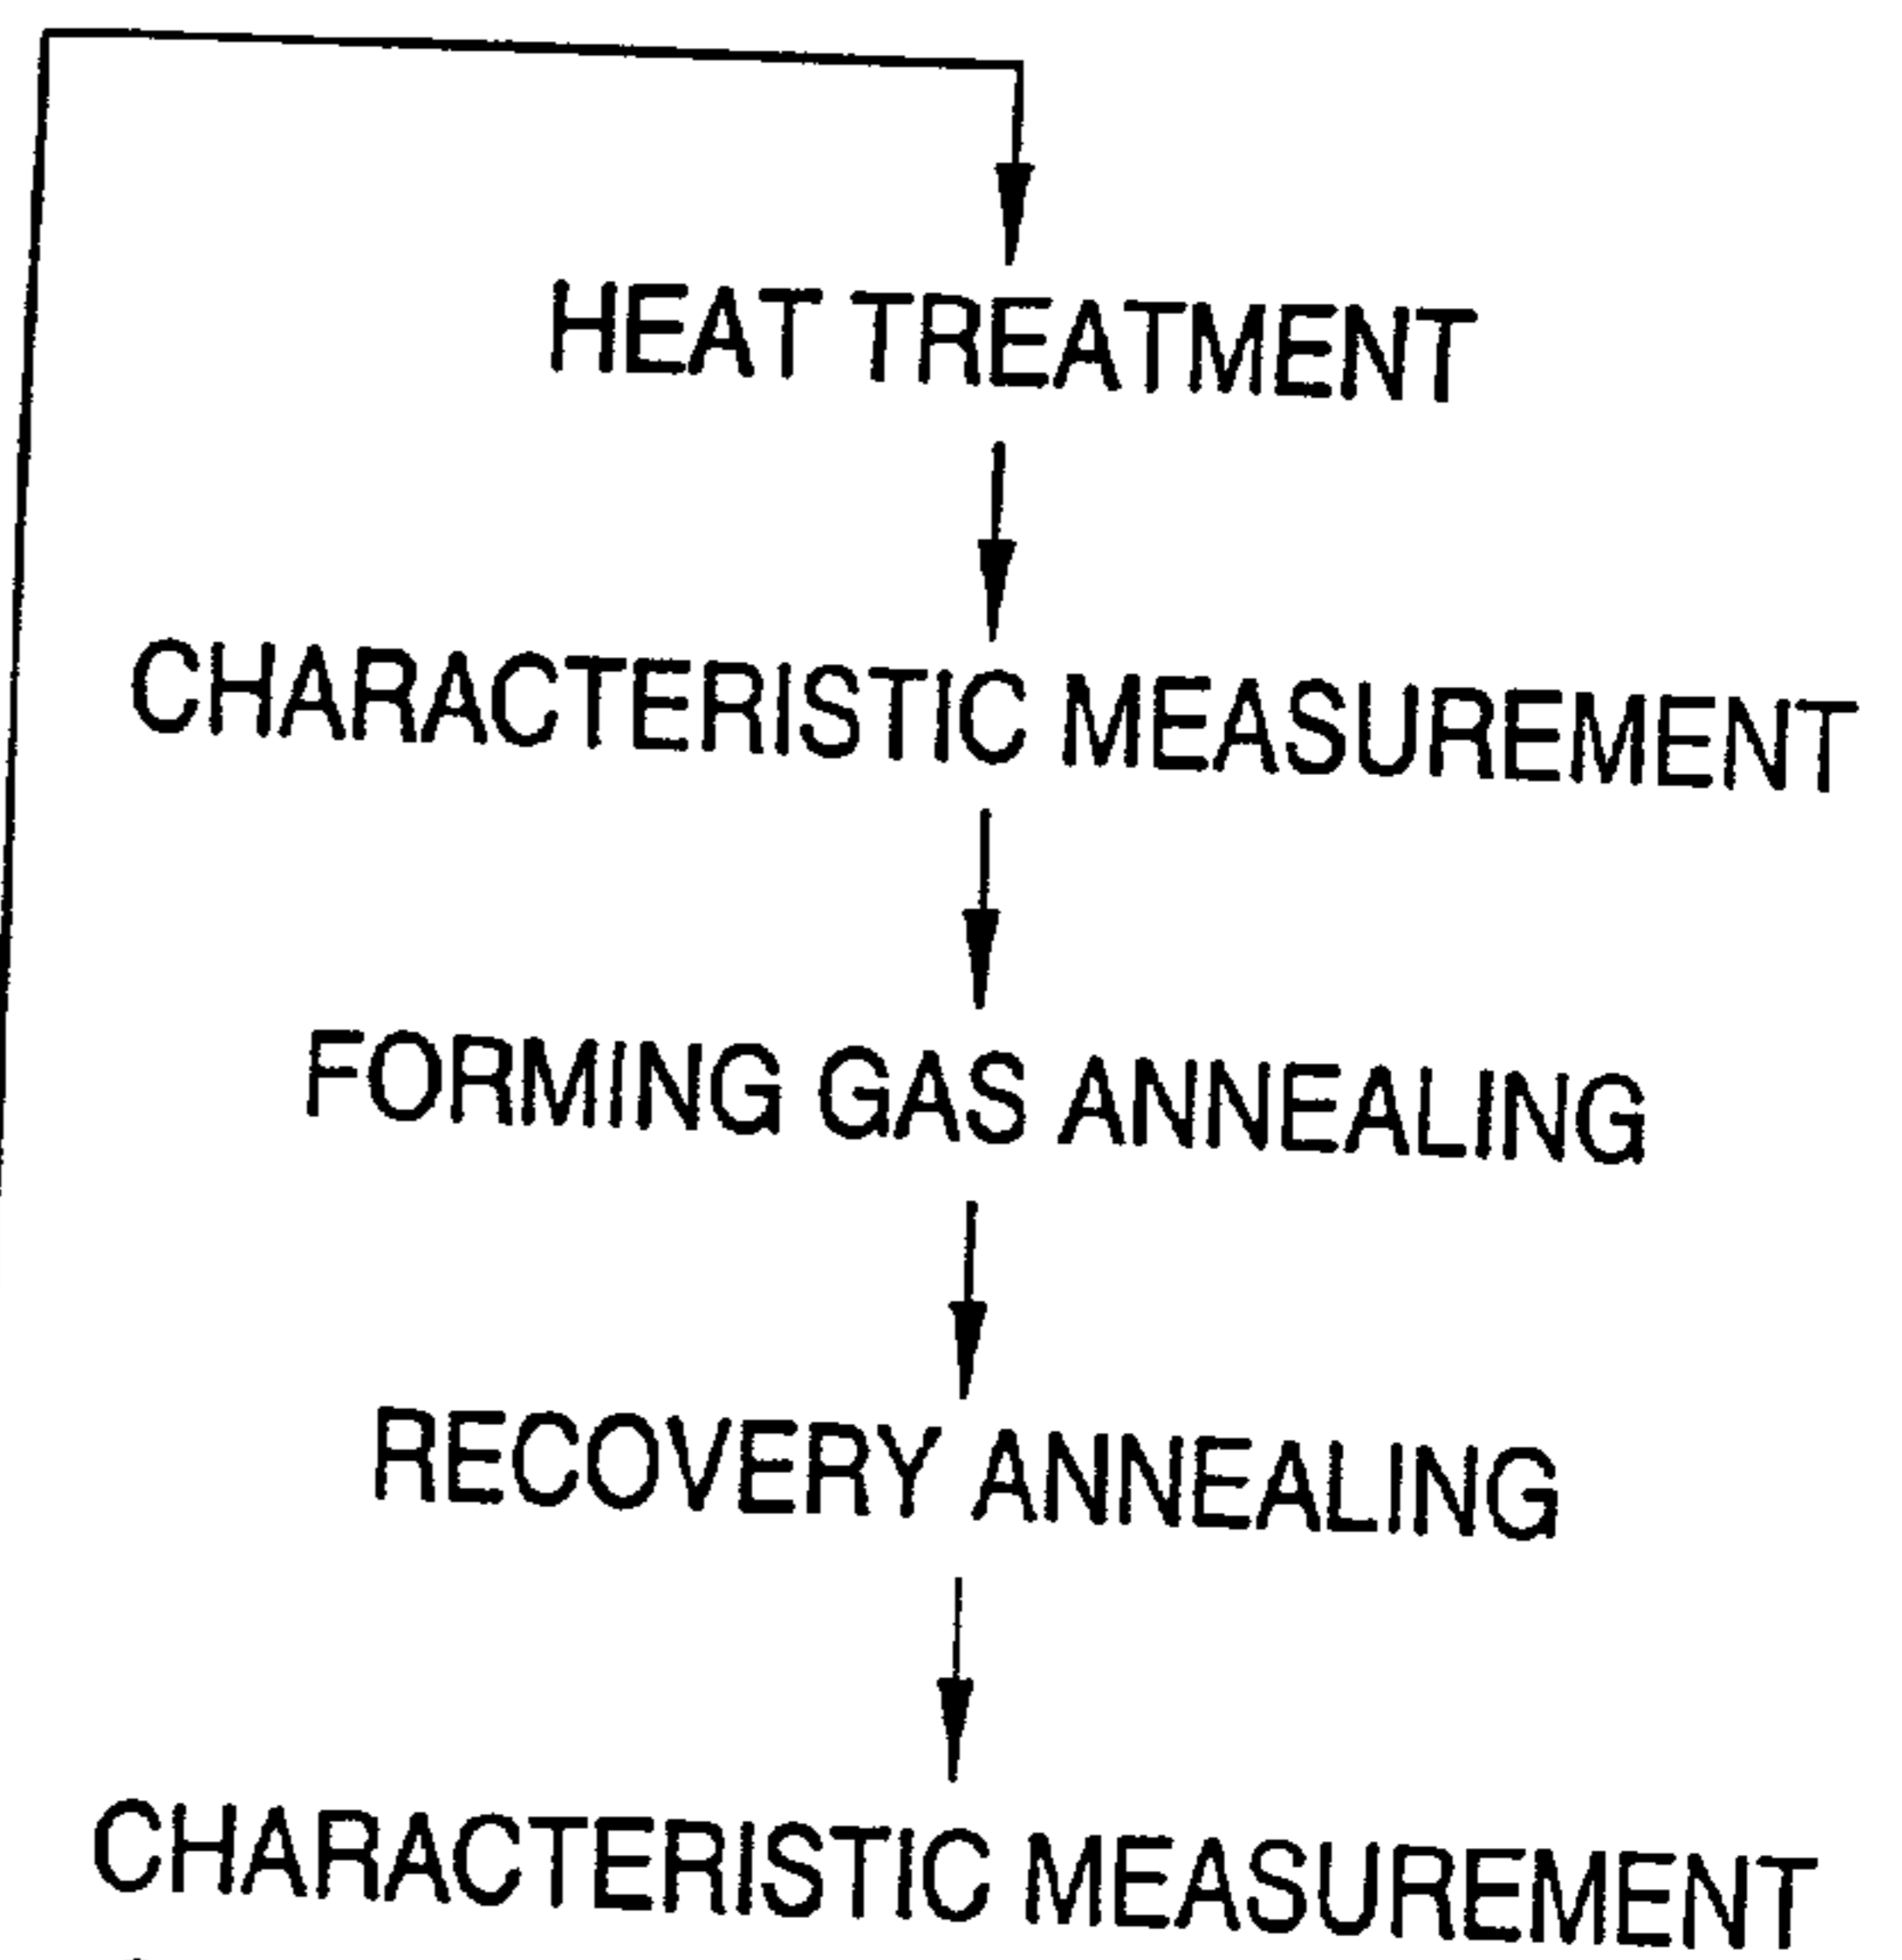 HEAT TREATMENT
CHARACTERISTIC MEASUREMENT
FORMING GAS ANNEALING
RECOVERY ANNEALING
CHARACTERISTIC MEASUREMENT